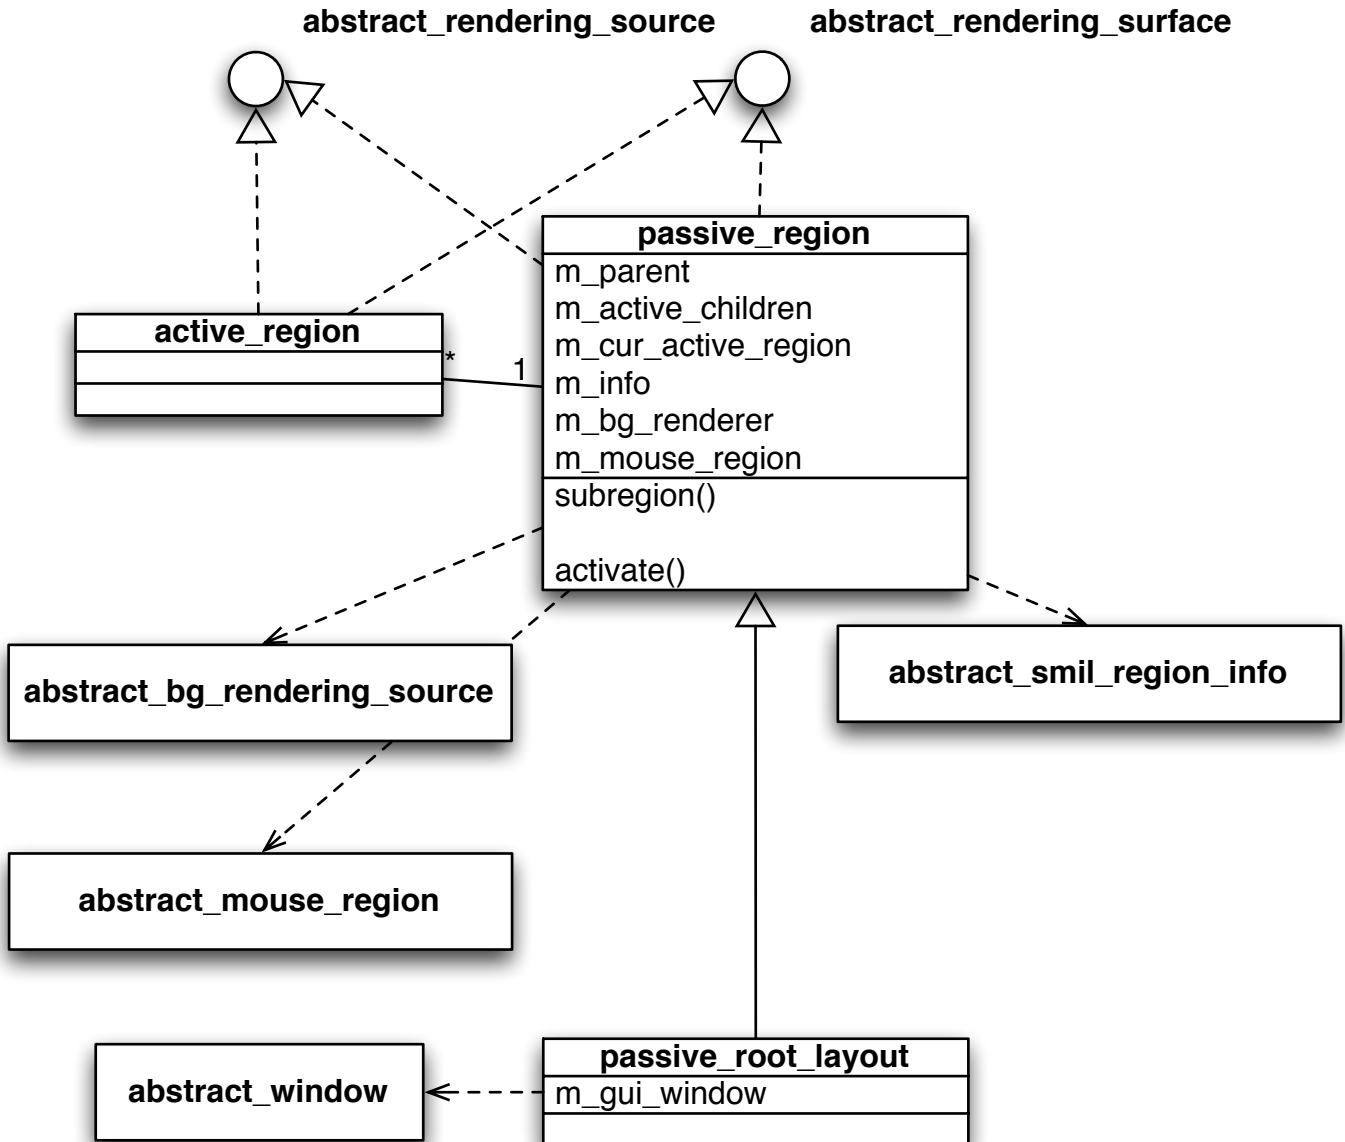 abstract_rendering_source
abstract_rendering_surface
passive_region
m_parent
m_active_children
m_cur_active_region
m_info
m_bg_renderer
m_mouse_region
subregion()
activate()
active_region
*
1
abstract_bg_rendering_source
abstract_smil_region_info
abstract_mouse_region
abstract_window
passive_root_layout
m_gui_window